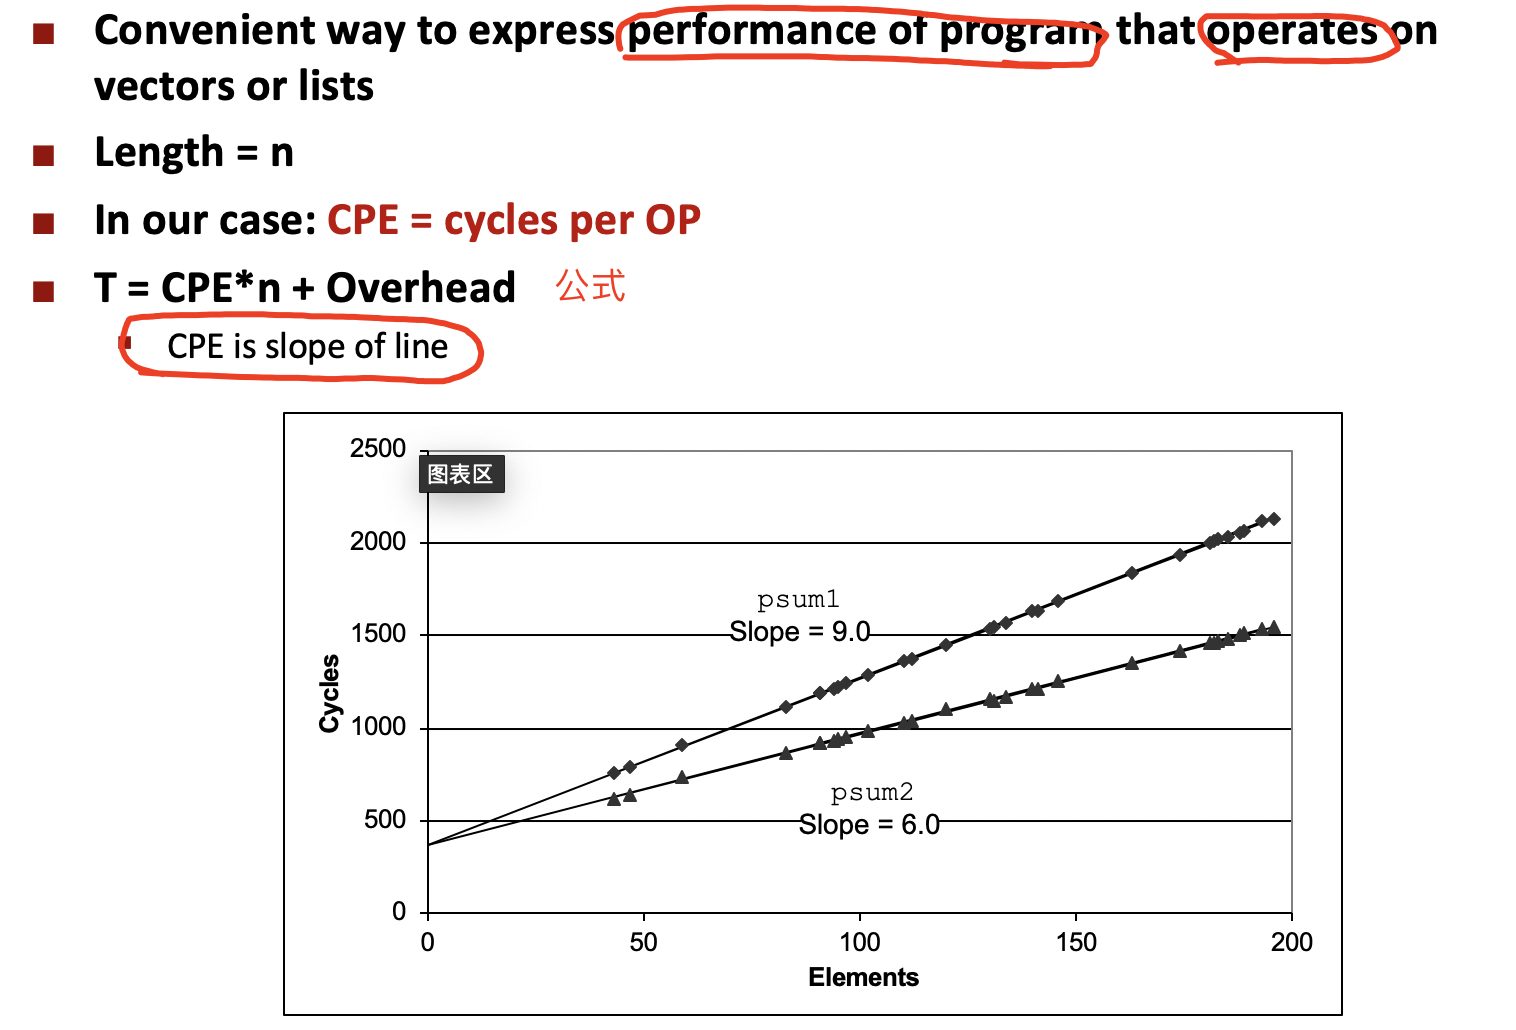 Convenient way to express performance of program that operates on
vectors or lists
Length = n
In our case: CPE = cycles per OP
T = CPE*n + Overhead 公式
CPE is slope of line
2500
图表区
2000
psum1
Slope = 9.0
1500
Cycles
1000
psum2
Slope = 6.0
500
0
0 50 100 150 200
Elements